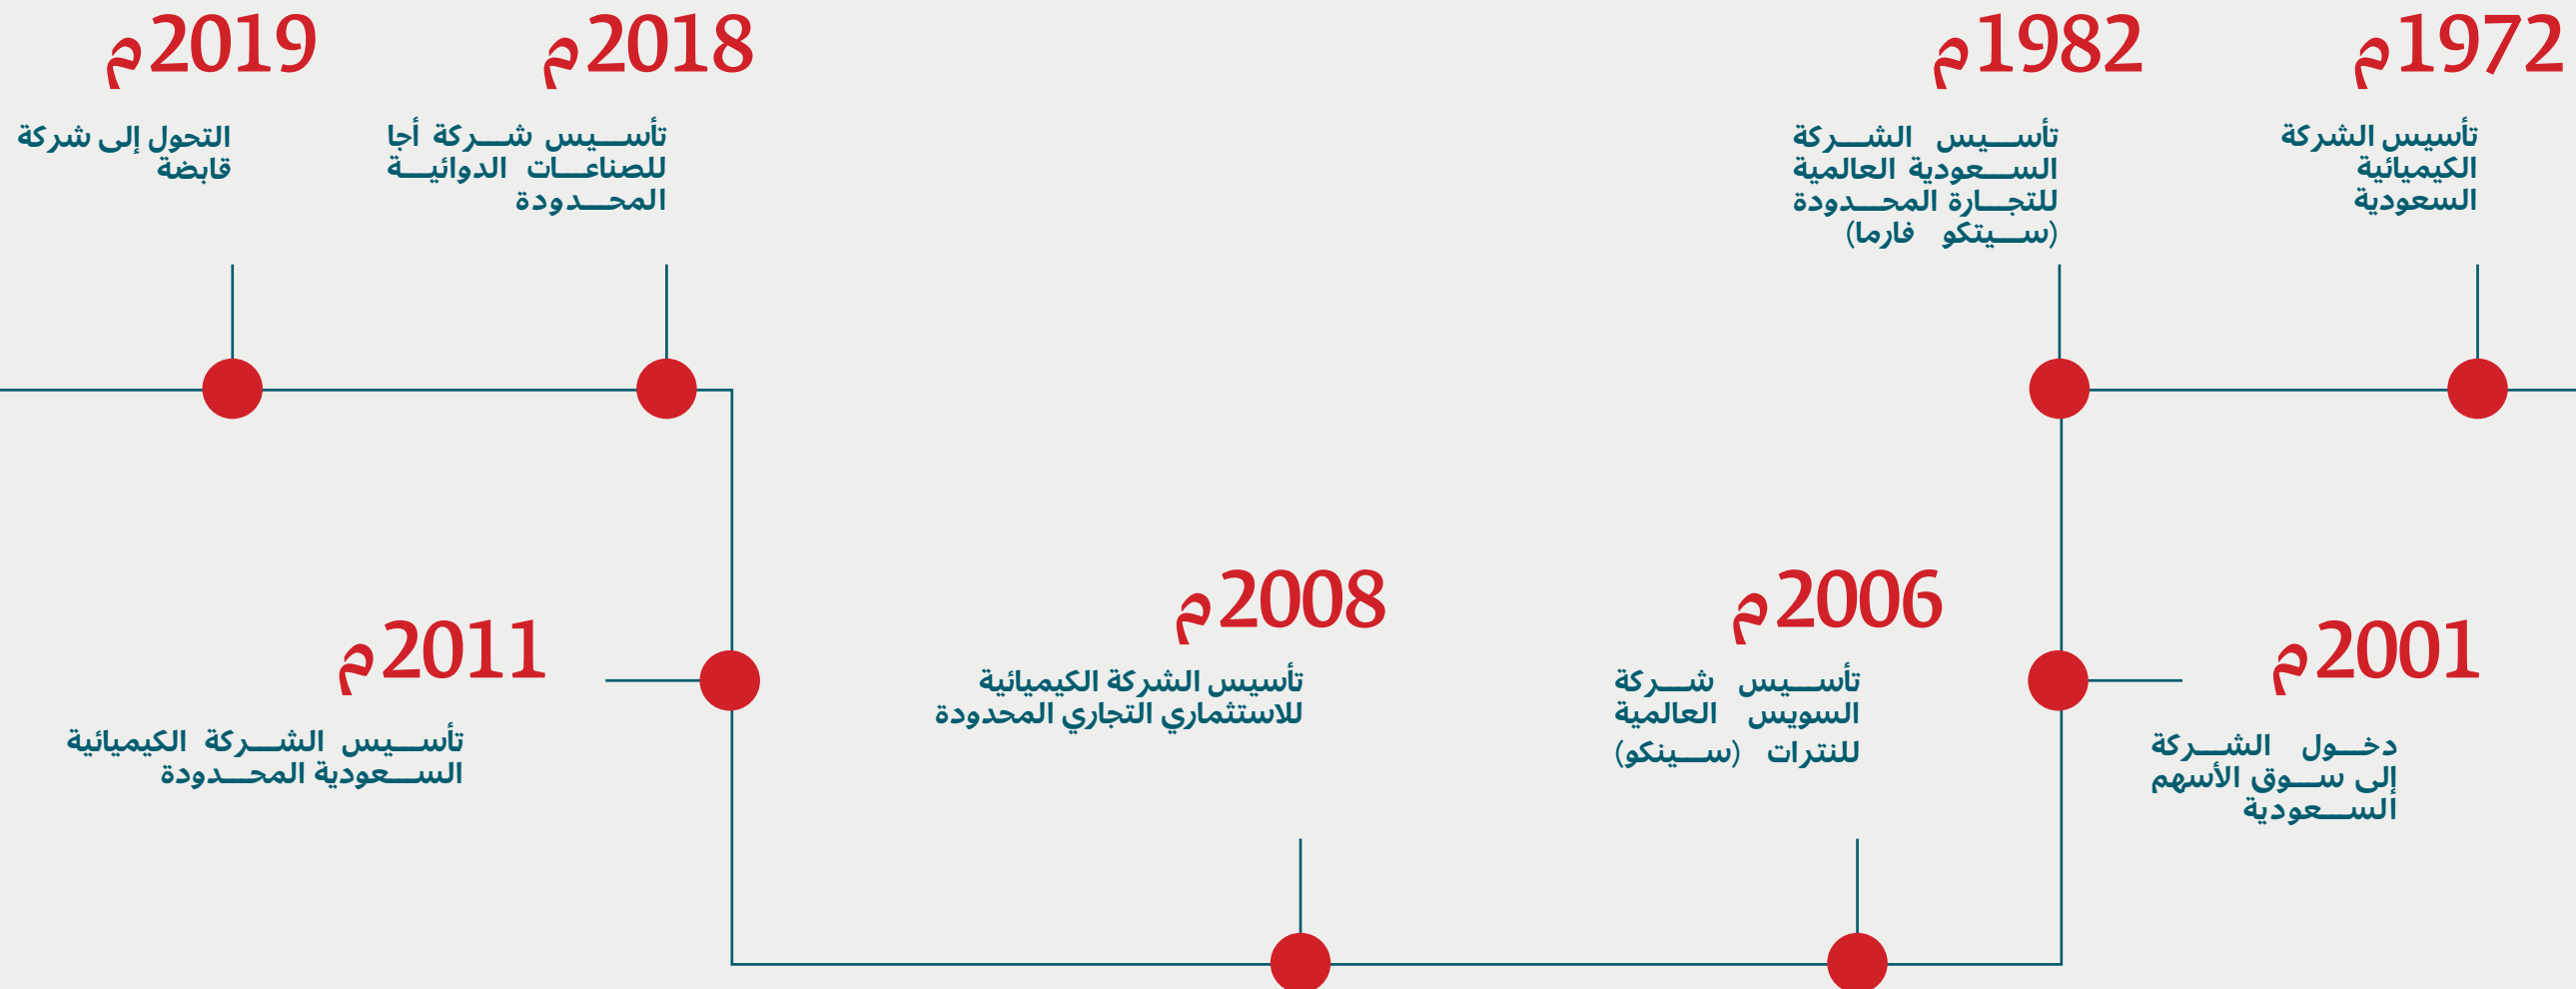 1972م
تأسيس الشركة
الكيميائية
السعودية
1982م
تأسيس الشركة
السعودية العالمية
للتجارة المحدودة
(سيتكو فارما)
2001م
دخول الشركة
إلى سوق الأسهم
السعودية
2006م
تأسيس شركة
السويس العالمية
للنترات (سينكو)
2008م
تأسيس الشركة الكيميائية
للاستثماري التجاري المحدودة
2011م
تأسيس الشركة الكيميائية
السعودية المحدودة
2018م
تأسيس شركة أجا
للصناعات الدوائية
المحدودة
2019م
التحول إلى شركة
قابضة